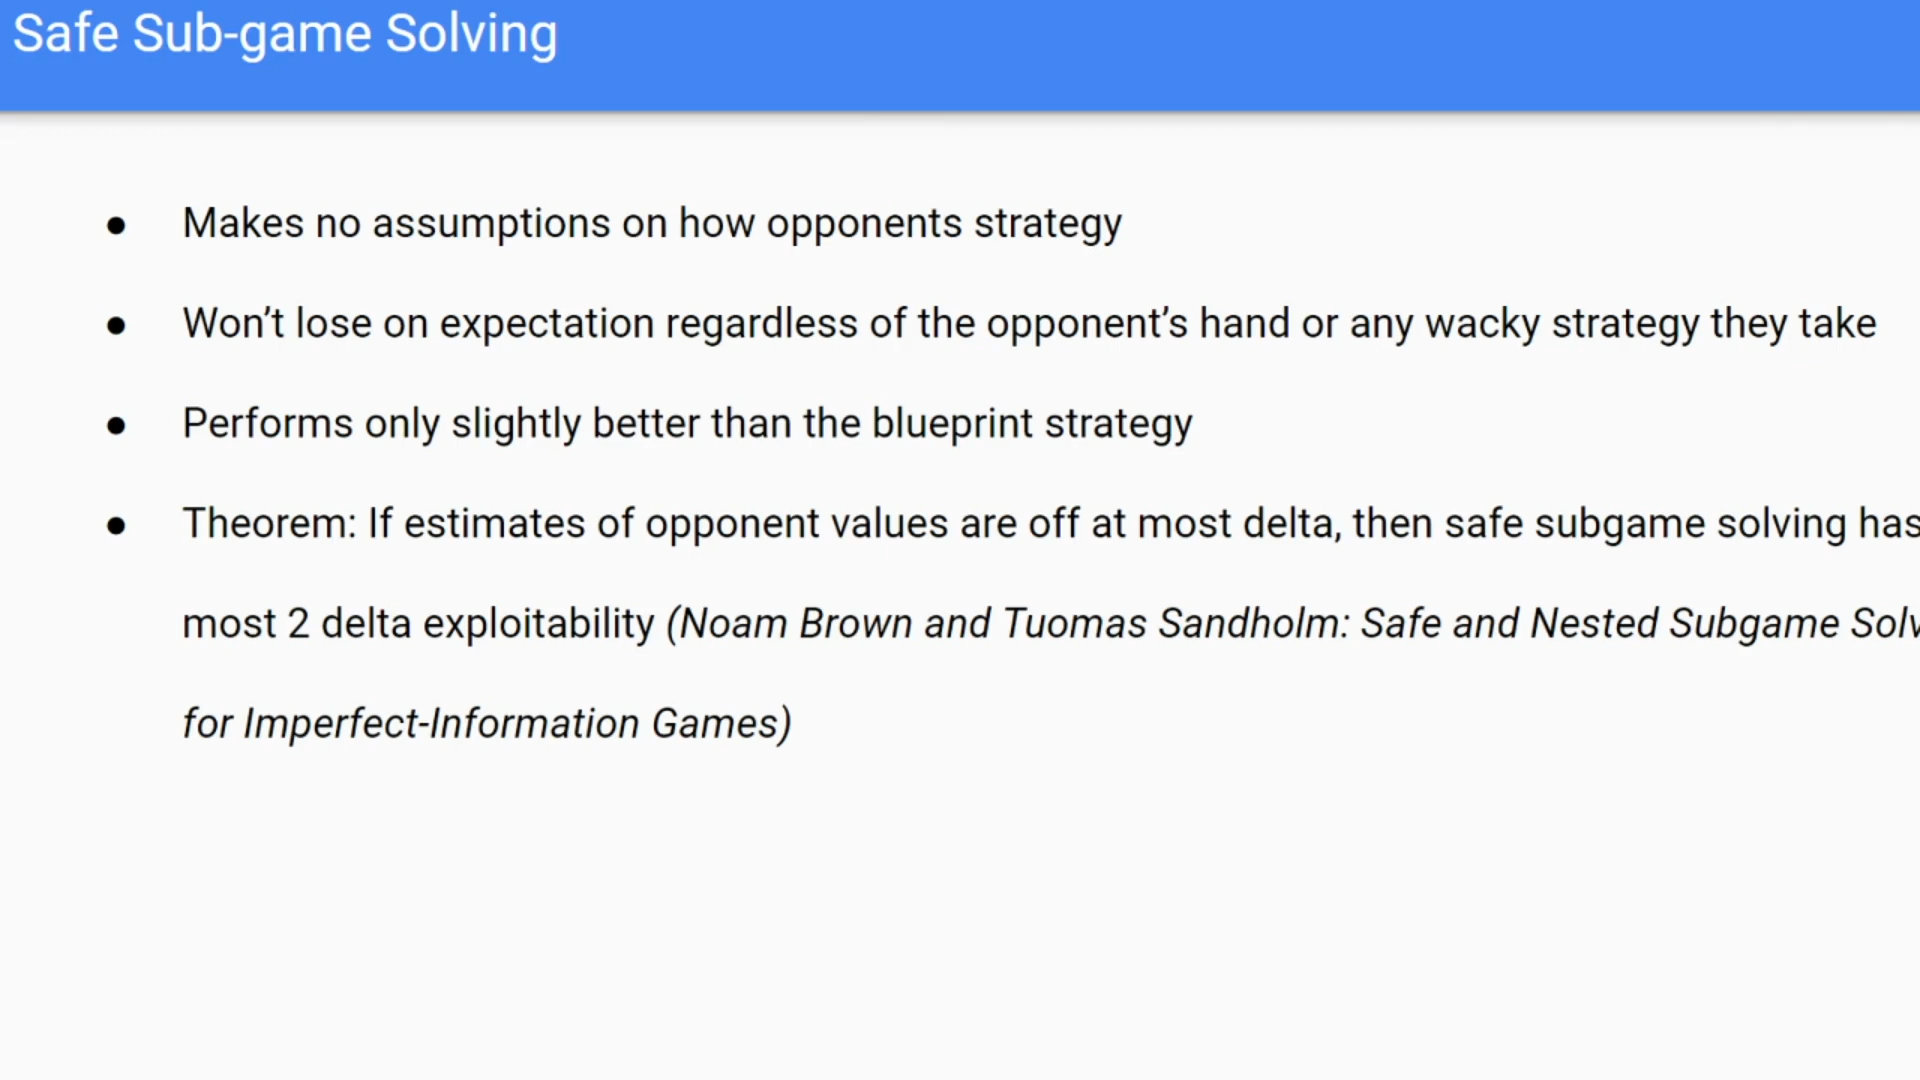 Safe Sub-game Solving
● Makes no assumptions on how opponents strategy
● Won’t lose on expectation regardless of the opponent’s hand or any wacky strategy they take
● Performs only slightly better than the blueprint strategy
● Theorem: If estimates of opponent values are off at most delta, then safe subgame solving has
most 2 delta exploitability (Noam Brown and Tuomas Sandholm: Safe and Nested Subgame Solv
for Imperfect-Information Games)